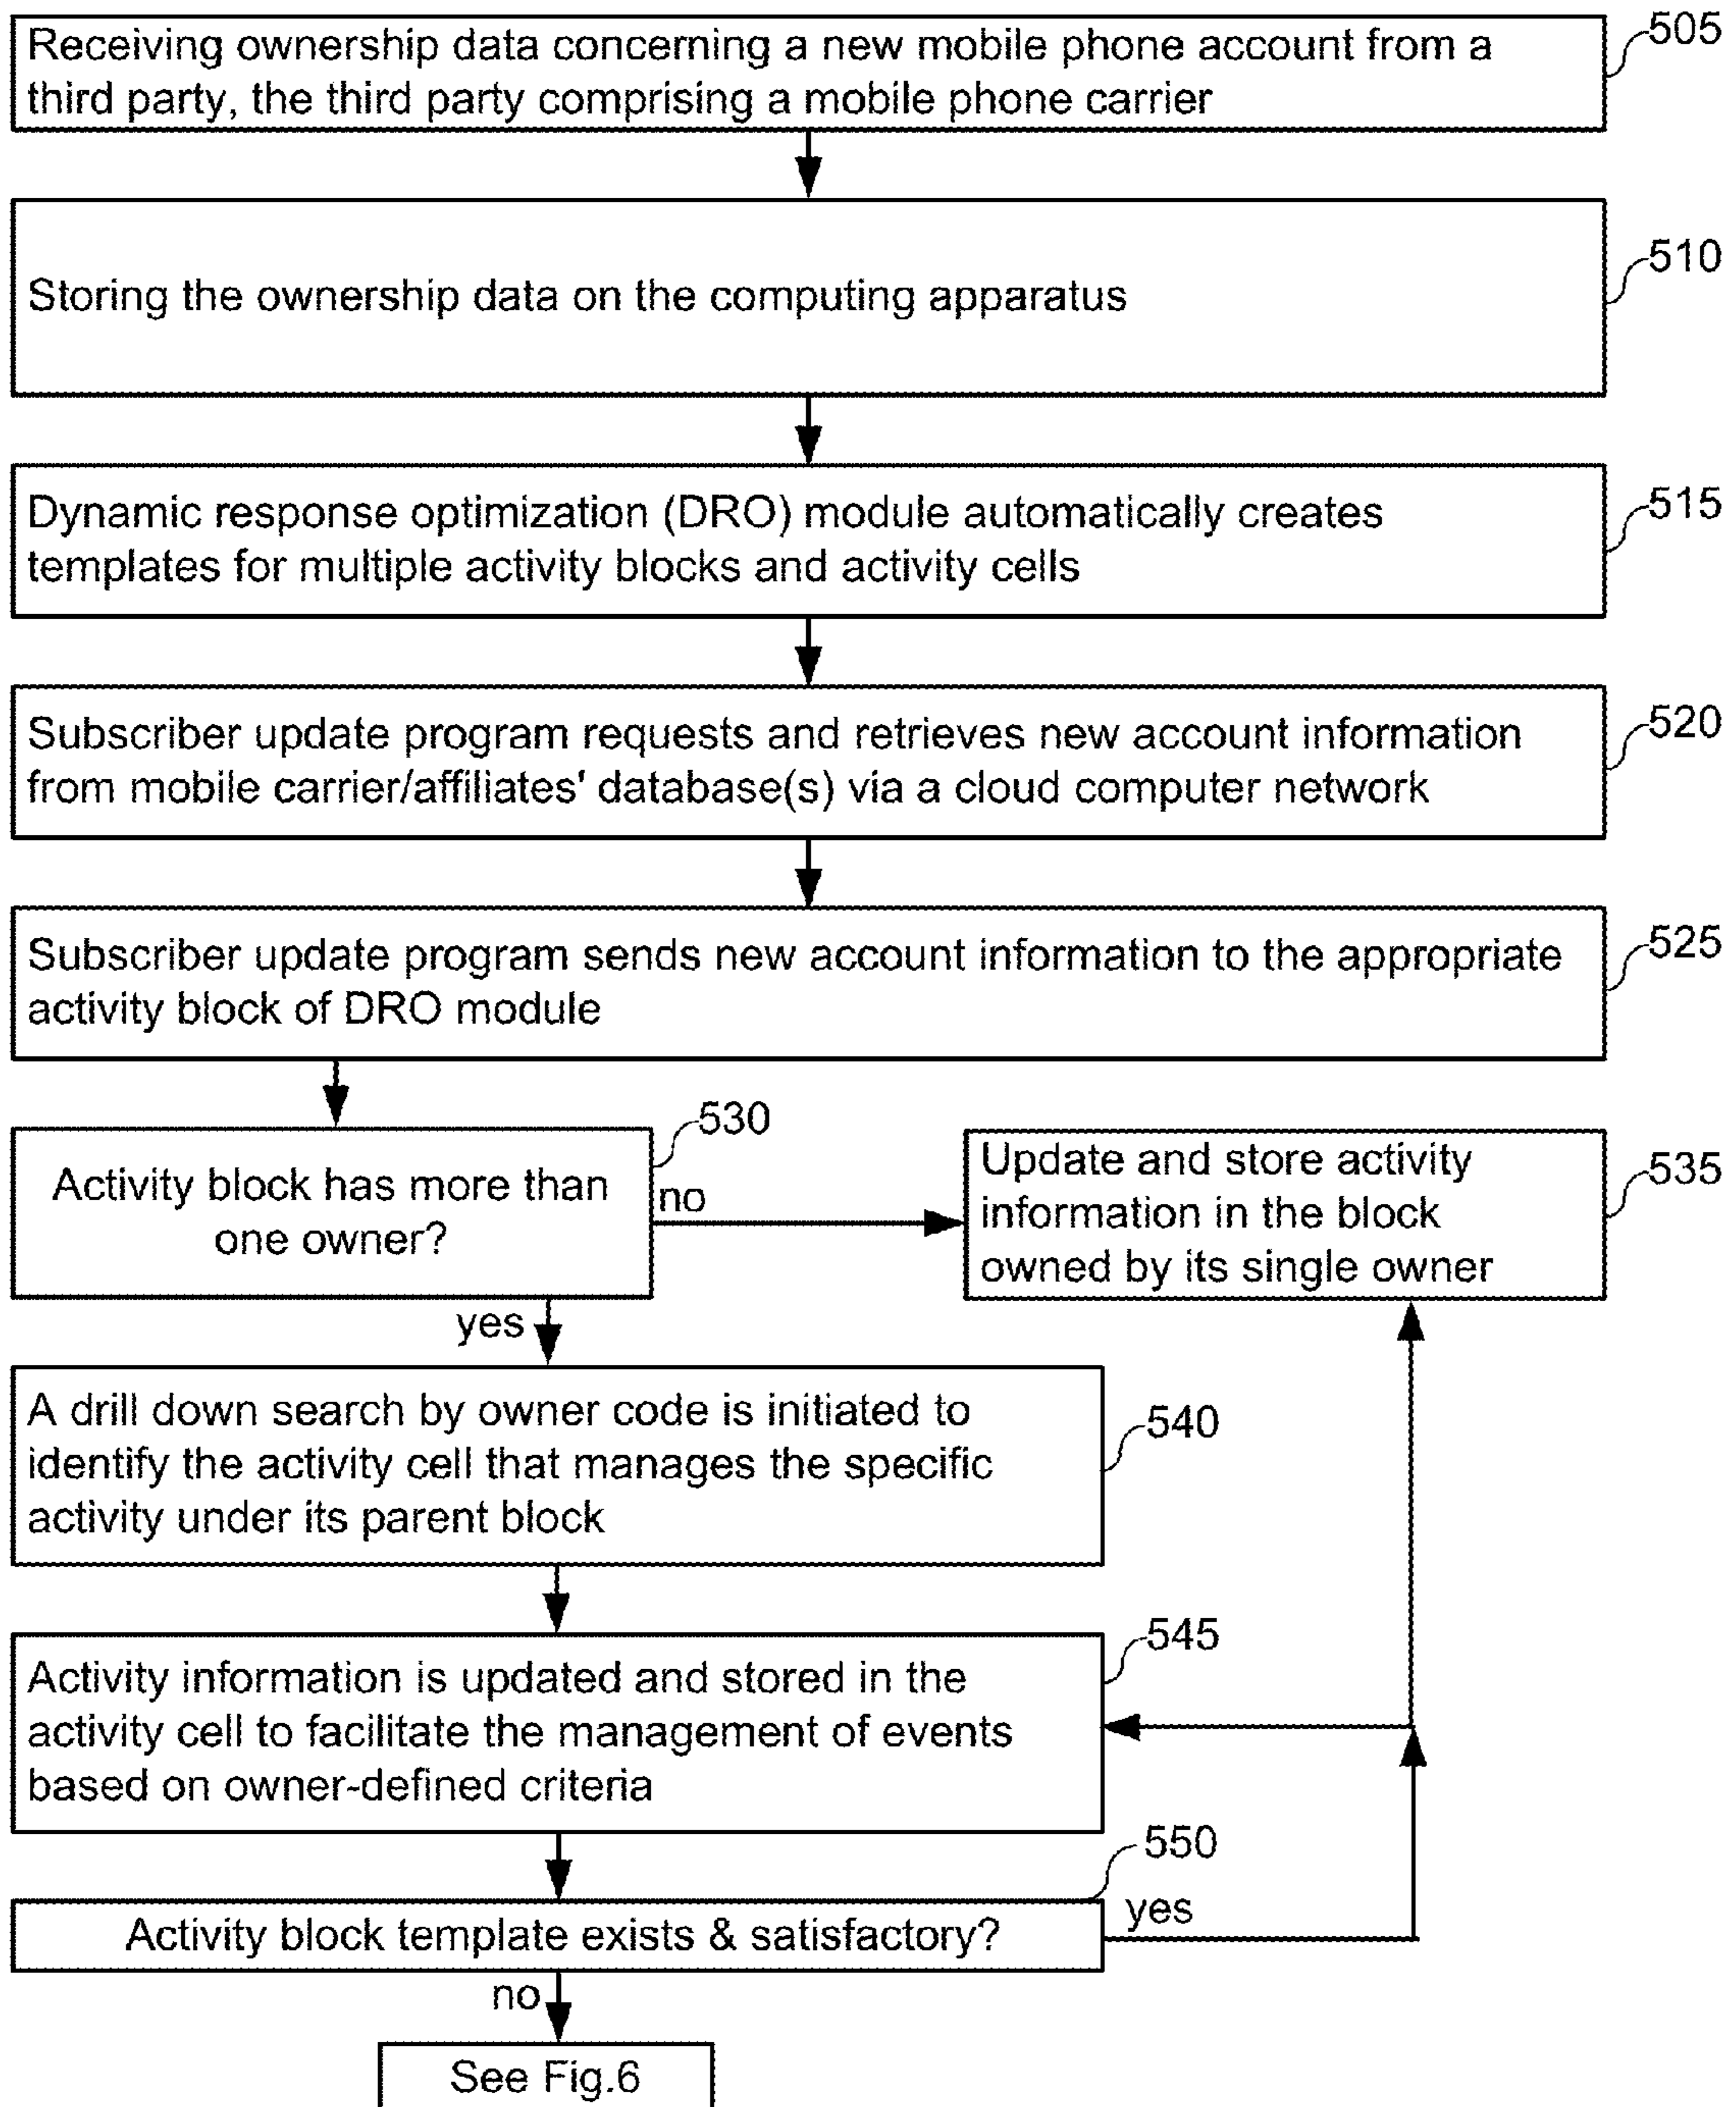 Receiving ownership data concerning a new mobile phone account from a
third party, the third party comprising a mobile phone carrier
505
Storing the ownership data on the computing apparatus
510
Dynamic response optimization (DRO) module automatically creates
templates for multiple activity blocks and activity cells
515
Subscriber update program requests and retrieves new account information
from mobile carrier/affiliates' database(s) via a cloud computer network
520
Subscriber update program sends new account information to the appropriate
activity block of DRO module
525
Activity block has more than
one owner?
530
no
Update and store activity
information in the block
owned by its single owner
535
yes
A drill down search by owner code is initiated to
identify the activity cell that manages the specific
activity under its parent block
540
Activity information is updated and stored in the
activity cell to facilitate the management of events
based on owner-defined criteria
545
Activity block template exists & satisfactory?
550
yes
no
See Fig.6